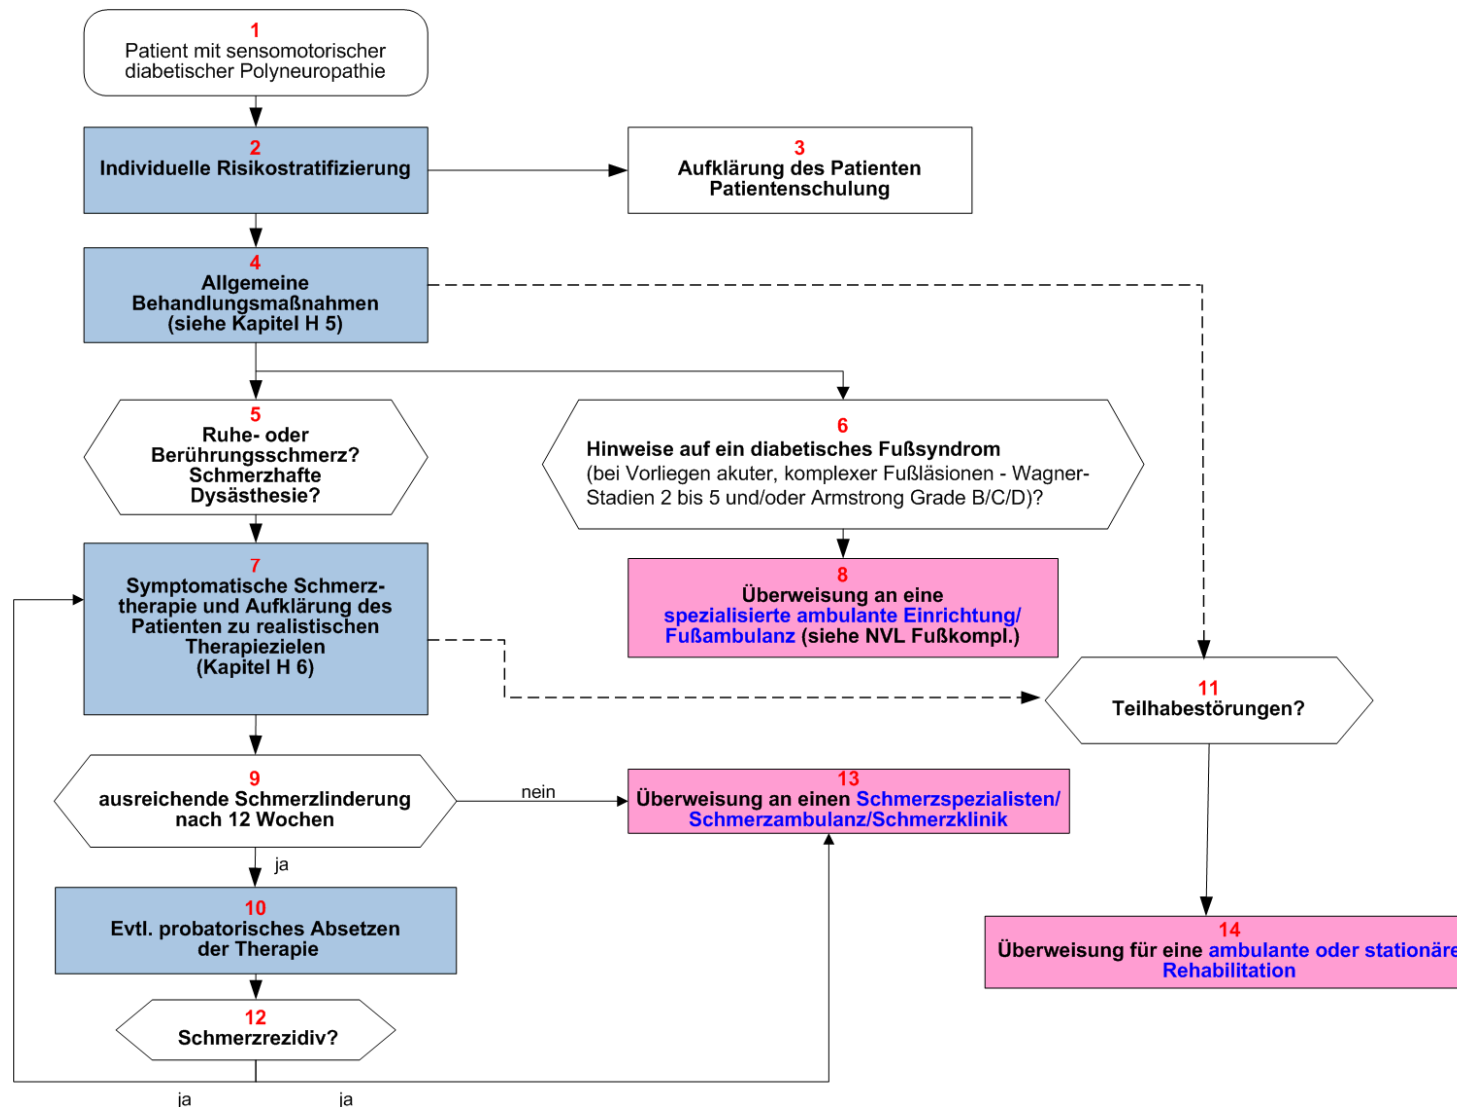 1
Patient mit sensomotorischer
diabetischer Polyneuropathie
2
Individuelle Risikostratifizierung
3
Aufklärung des Patienten
Patientenschulung
4
Allgemeine
Behandlungsmaßnahmen
(siehe Kapitel H 5)
5
Ruhe- oder
Berührungsschmerz?
Schmerzhafte
Dysästhesie?
6
Hinweise auf ein diabetisches Fußsyndrom
(bei Vorliegen akuter, komplexer Fußläsionen - Wagner-
Stadien 2 bis 5 und/oder Armstrong Grade B/C/D)?
7
Symptomatische Schmerz-
therapie und Aufklärung des
Patienten zu realistischen
Therapiezielen
(Kapitel H 6)
8
Überweisung an eine
spezialisierte ambulante Einrichtung/
Fußambulanz (siehe NVL Fußkompl.)
11
Teilhabestörungen?
9
ausreichende Schmerzlinderung
nach 12 Wochen
nein
13
Überweisung an einen Schmerzspezialisten/
Schmerzambulanz/Schmerzklinik
ja
10
Evtl. probatorisches Absetzen
der Therapie
14
Überweisung für eine ambulante oder stationäre
Rehabilitation
12
Schmerzrezidiv?
ja
ja